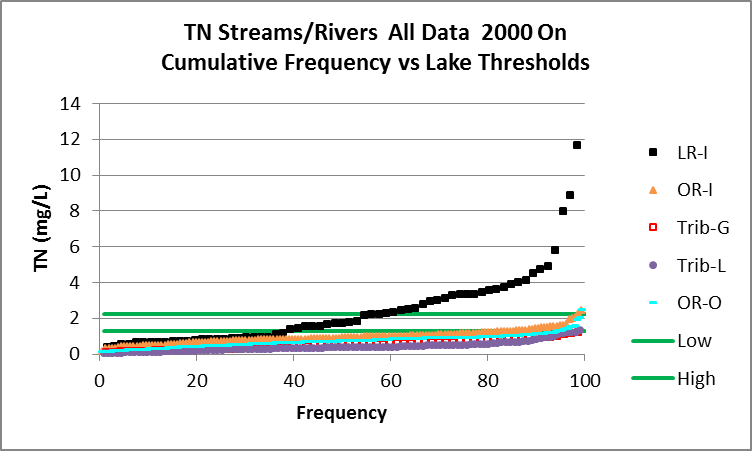 TN Streams/Rivers All Data 2000 On
Cumulative Frequency vs Lake Thresholds
TN (mg/L)
14
12
10
8
6
4
2
0
0 20 40 60 80 100
Frequency
LR-I
OR-I
Trib-G
Trib-L
OR-O
Low
High